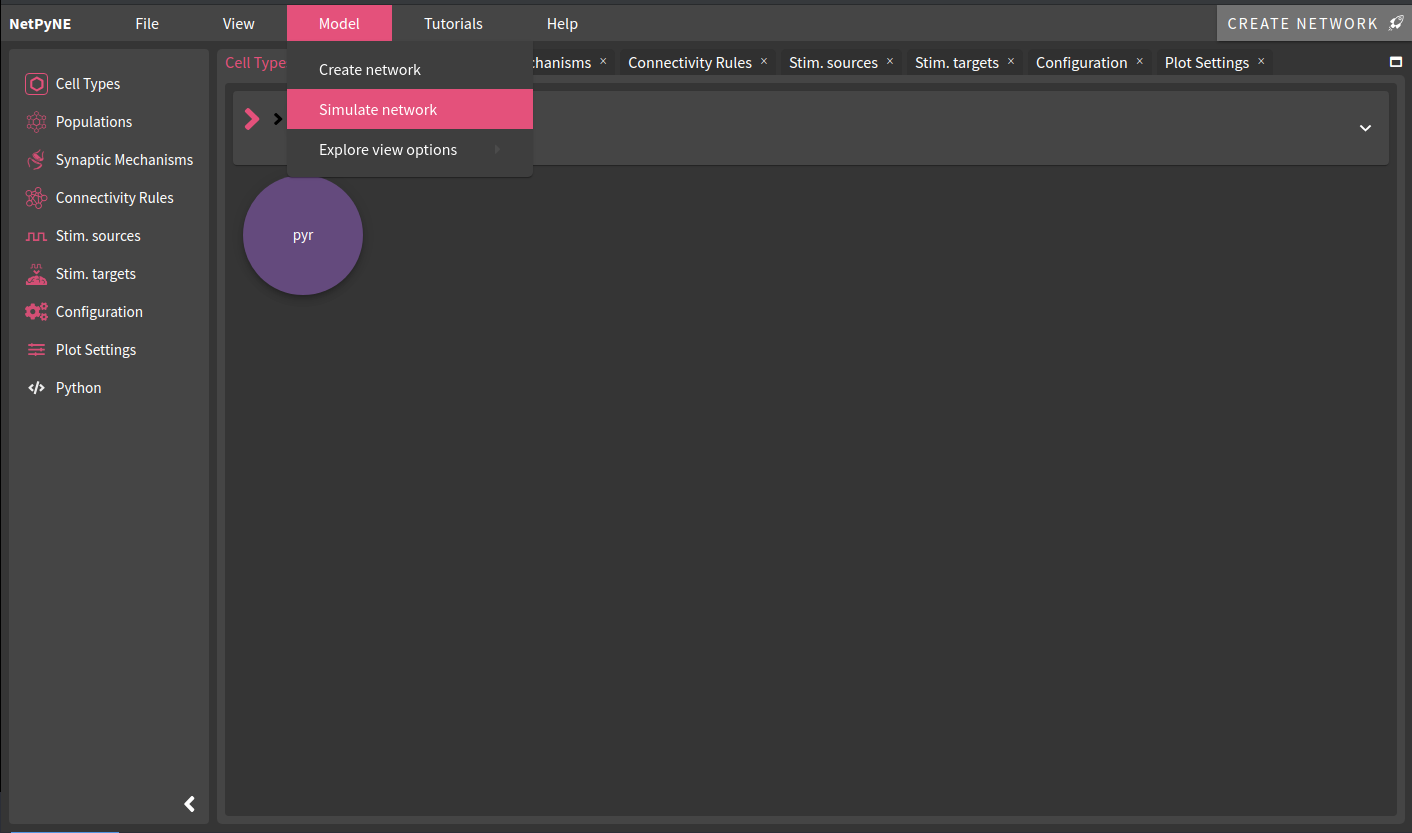 NetPyNE File View Model Tutorials Help CREATE NETWORK
Cell Types
Populations
Synaptic Mechanisms
Connectivity Rules
Stim. sources
Stim. targets
Configuration
Plot Settings
Python
Cell Type chanisms × Connectivity Rules × Stim. sources × Stim. targets × Configuration × Plot Settings ×
Create network
Simulate network
Explore view options
pyr